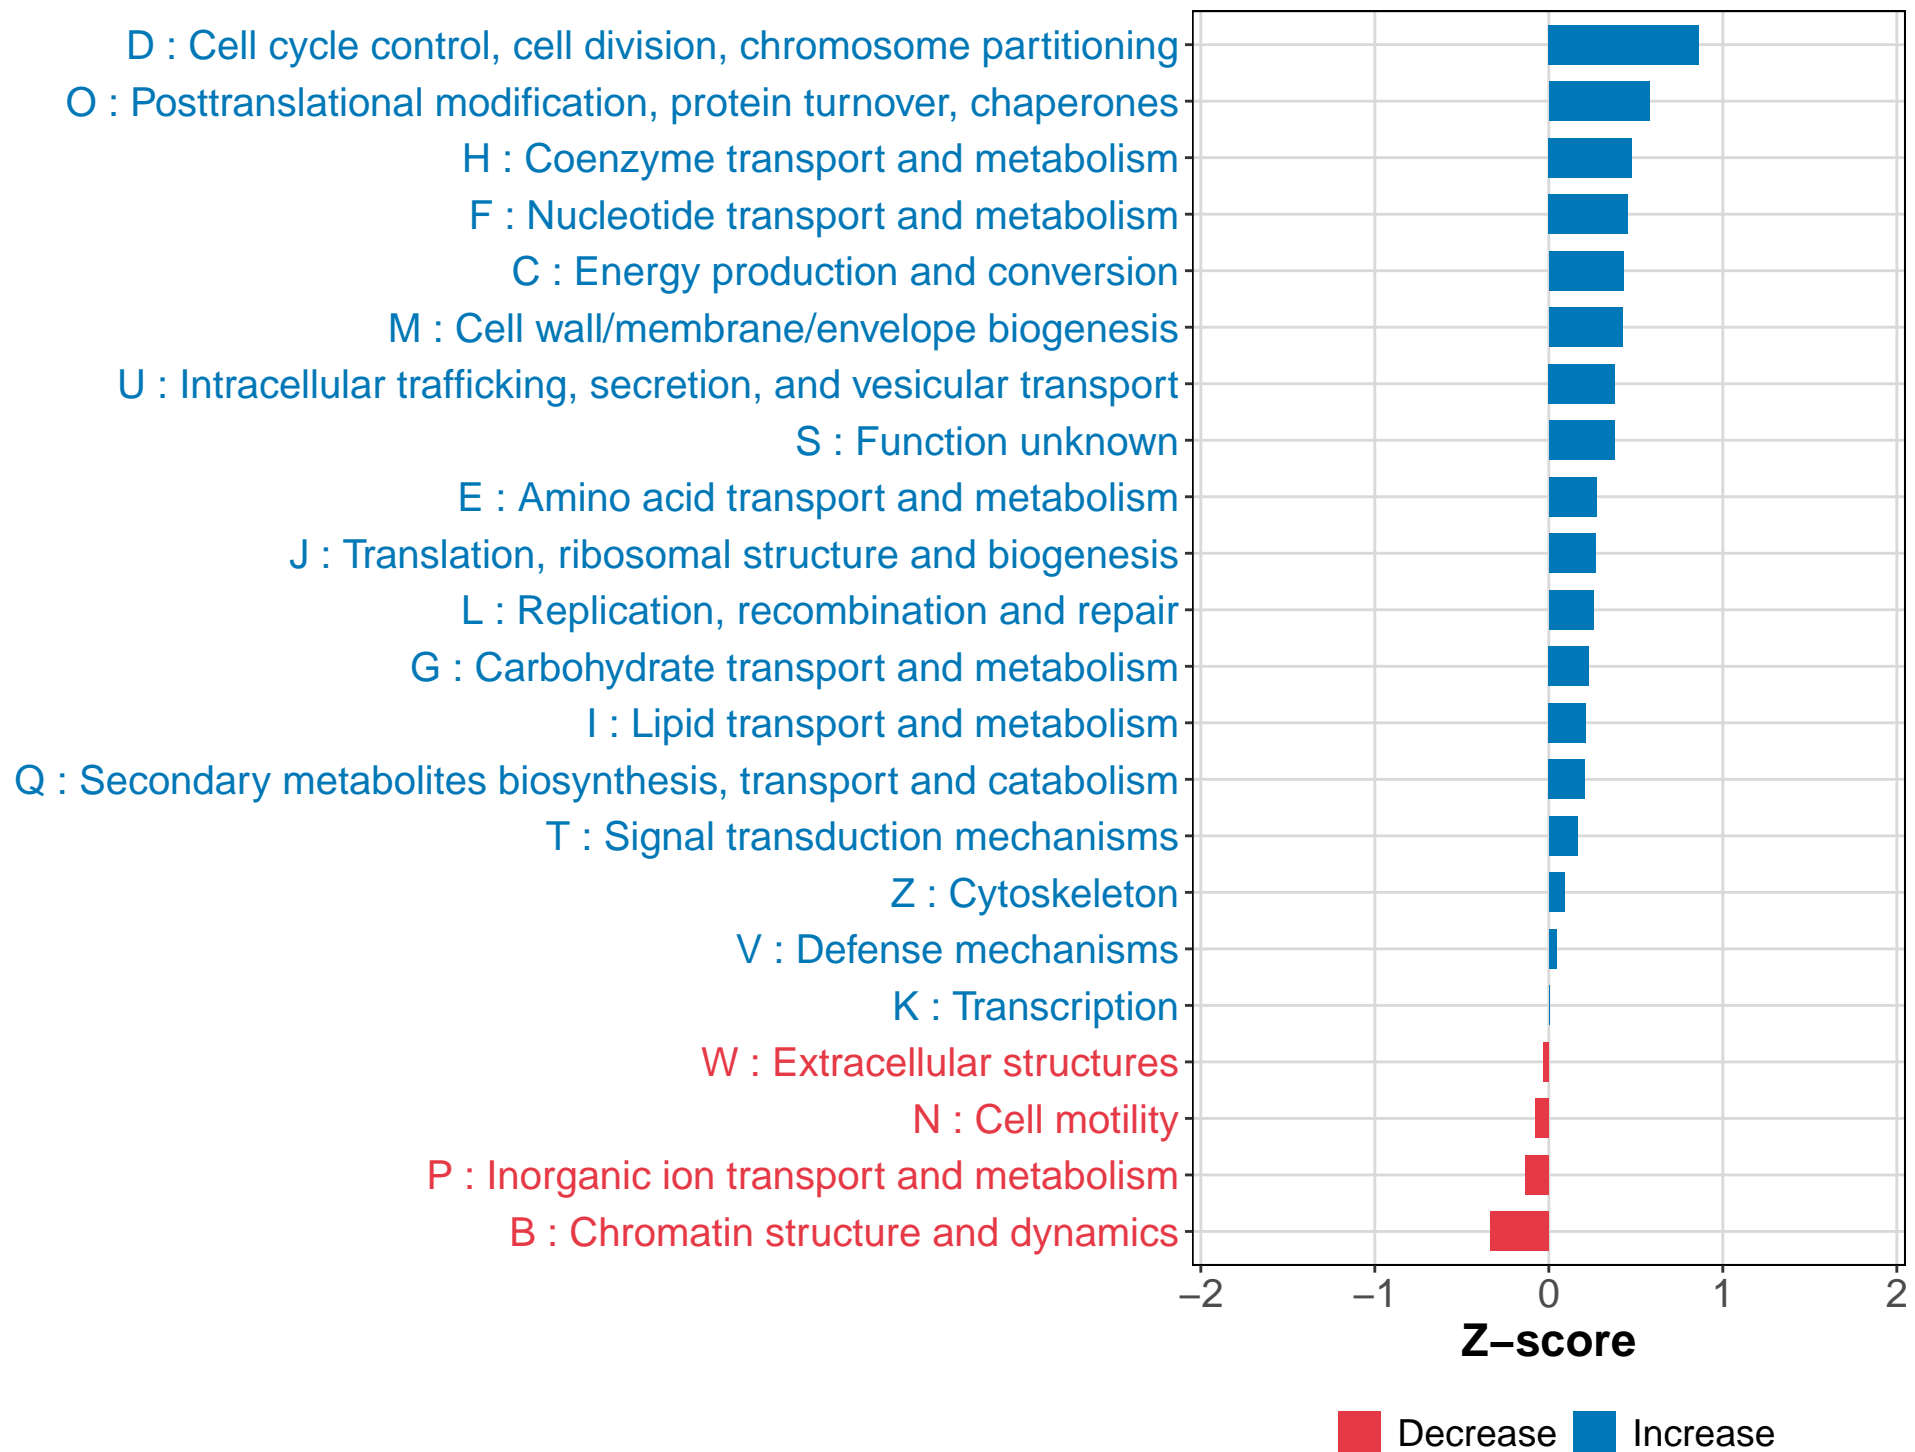 D : Cell cycle control, cell division, chromosome partitioning
O : Posttranslational modification, protein turnover, chaperones
H : Coenzyme transport and metabolism
F : Nucleotide transport and metabolism
C : Energy production and conversion
M : Cell wall/membrane/envelope biogenesis
U : Intracellular trafficking, secretion, and vesicular transport
S : Function unknown
E : Amino acid transport and metabolism
J : Translation, ribosomal structure and biogenesis
L : Replication, recombination and repair
G : Carbohydrate transport and metabolism
I : Lipid transport and metabolism
Q : Secondary metabolites biosynthesis, transport and catabolism
T : Signal transduction mechanisms
Z : Cytoskeleton
V : Defense mechanisms
K : Transcription
W : Extracellular structures
N : Cell motility
P : Inorganic ion transport and metabolism
B : Chromatin structure and dynamics
−2 −1 0 1 2
Z−score
Decrease Increase